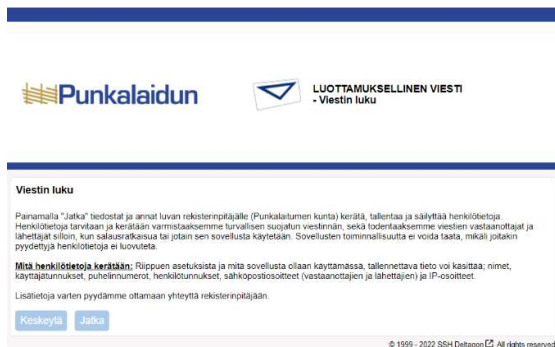 Punkalaidun
LUOTTAMUKSELLINEN VIESTI
- Viestin luku
Viestin luku
Painamalla "Jatka" tiedostat ja annat luvan rekisterinpitäjälle (Punkalaitumen kunta) kerätä, tallentaa ja säilyttää henkilötietoja.
Henkilötietoja tarvitaan ja kerätään varmistaaksemme turvallisen suojatun viestinnän, sekä todentaaksemme viestien vastaanottajat ja
lähettäjät silloin, kun salausratkaisua tai jotain sen sovellusta käytetään. Sovellusten toiminnallisuutta ei voida taata, mikäli joitakin
pyydettyjä henkilötietoja ei luovuteta.
Mitä henkilötietoja kerätään: Riippuen asetuksista ja mitä sovellusta ollaan käyttämässä, tallennettava tieto voi käsittää; nimet,
käyttäjätunnukset, puhelinnumerot, henkilötunnukset, sähköpostiosoitteet (vastaanottajien ja lähettäjien) ja IP-osoitteet.
Lisätietoja varten pyydämme ottamaan yhteyttä rekisterinpitäjään.
Keskeytä Jatka
© 1999 - 2022 SSH Deltagon All rights reserved